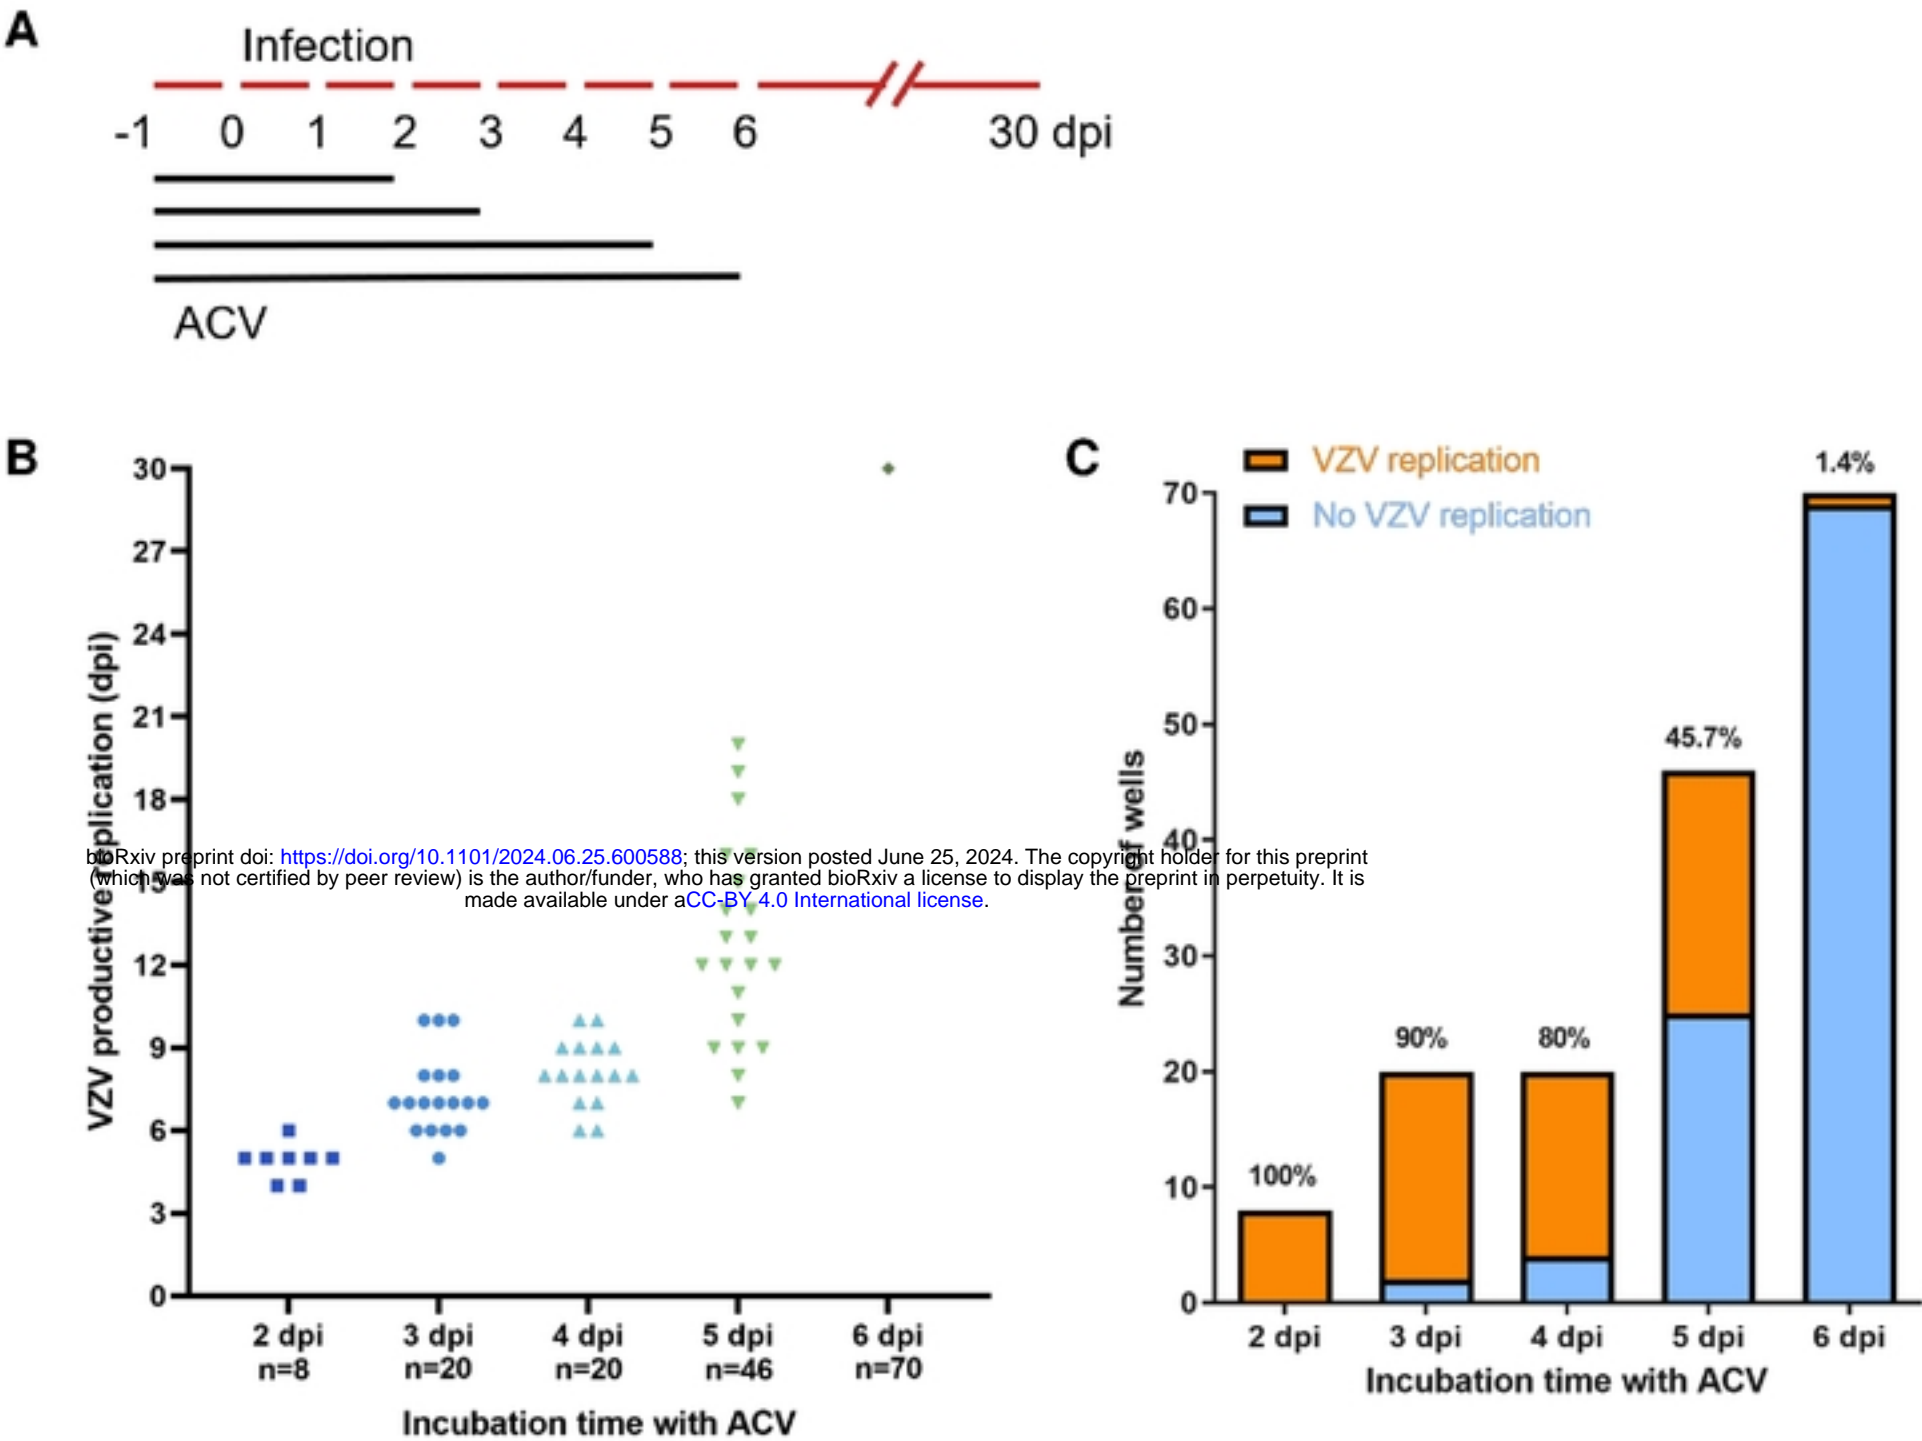 A
Infection
-1 0 1 2 3 4 5 6 30 dpi
ACV
B
VZV productive replication (dpi)
30
27
24
21
18
15
12
9
6
3
0
2 dpi 3 dpi 4 dpi 5 dpi 6 dpi
n=8 n=20 n=20 n=46 n=70
Incubation time with ACV
C
VZV replication
No VZV replication
Number of wells
70
60
50
40
30
20
10
0
100%
90%
80%
45.7%
1.4%
2 dpi 3 dpi 4 dpi 5 dpi 6 dpi
Incubation time with ACV
bioRxiv preprint doi: https://doi.org/10.1101/2024.06.25.600588; this version posted June 25, 2024. The copyright holder for this preprint
(which was not certified by peer review) is the author/funder, who has granted bioRxiv a license to display the preprint in perpetuity. It is
made available under aCC-BY 4.0 International license.